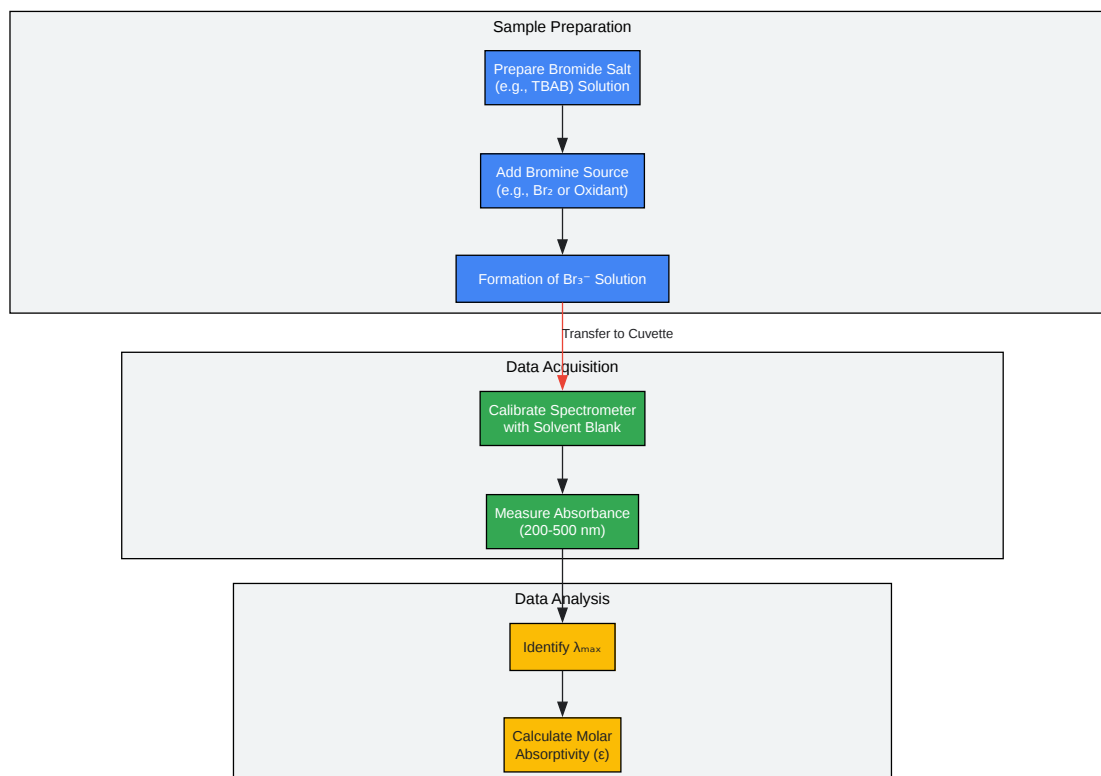 Sample Preparation
Prepare Bromide Salt
(e.g., TBAB) Solution
Add Bromine Source
(e.g., Br₂ or Oxidant)
Formation of Br₃⁻ Solution
Transfer to Cuvette
Data Acquisition
Calibrate Spectrometer
with Solvent Blank
Measure Absorbance
(200-500 nm)
Data Analysis
Identify λₘₐₓ
Calculate Molar
Absorptivity (ε)